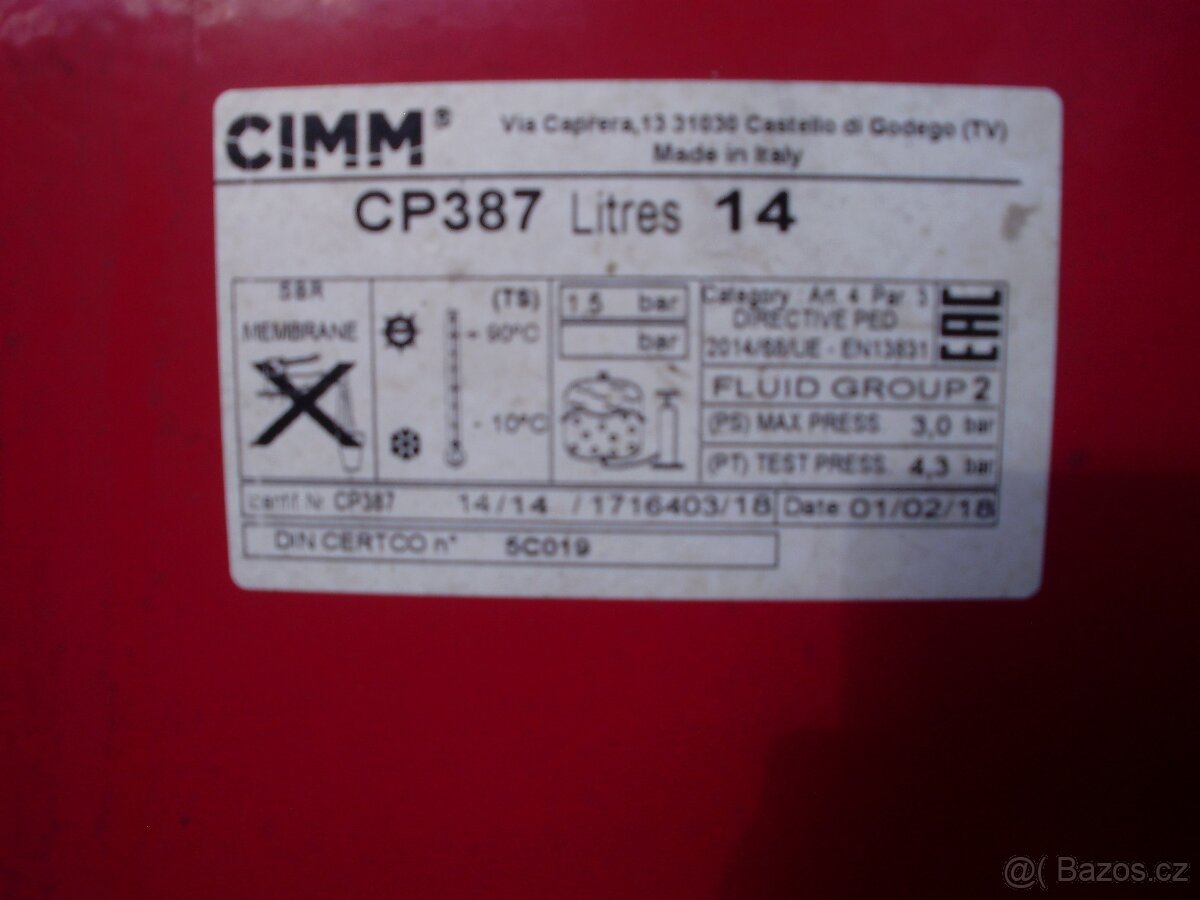 CIMM®
Via Caprera,13 31030 Castello di Godego (TV)
Made in Italy
CP387 Litres 14
SBR
MEMBRANE
(TS)
- 90°C
- 10°C
1,5 bar
bar
Category : Art. 4 Par. 3
DIRECTIVE PED
2014/68/UE - EN13831
EAC
FLUID GROUP 2
(PS) MAX PRESS. 3,0 bar
(PT) TEST PRESS. 4,3 bar
Ident. Nr CP387 14/14 / 1716403/18 Date 01/02/18
DIN CERTCO n° 5C019
@( Bazos.cz